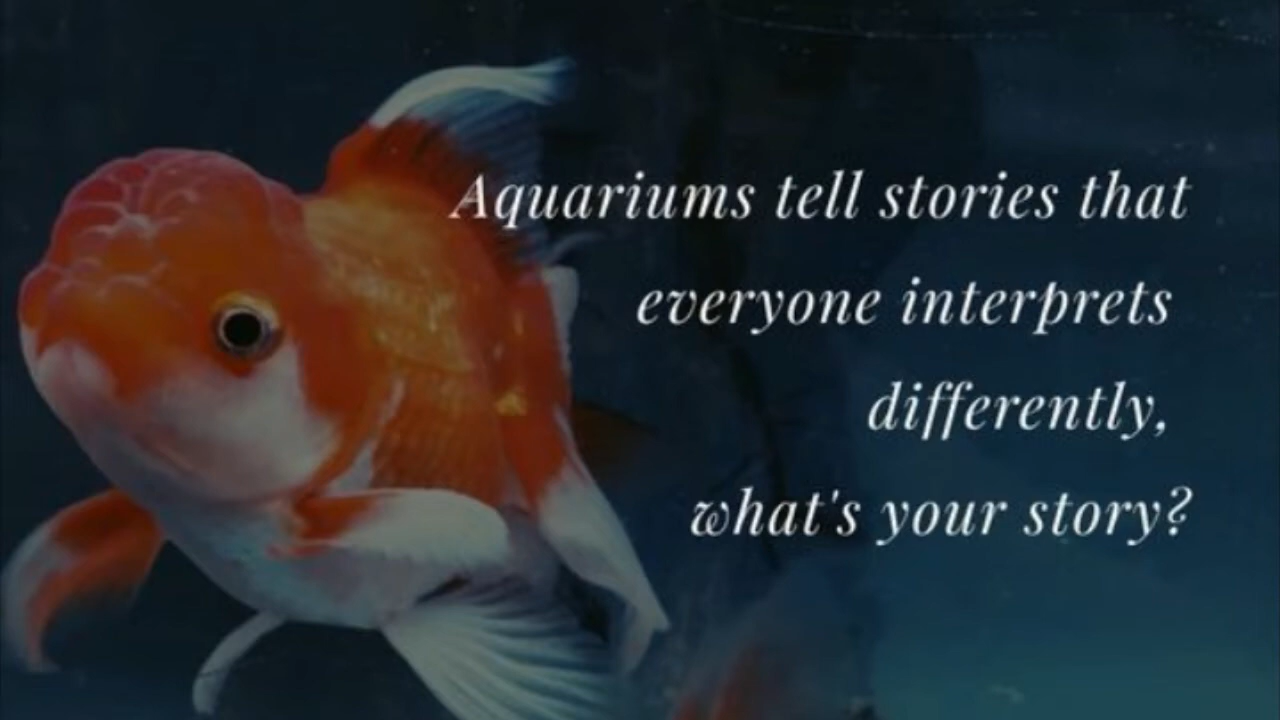 Aquariums tell stories that
everyone interprets
differently,
what's your story?